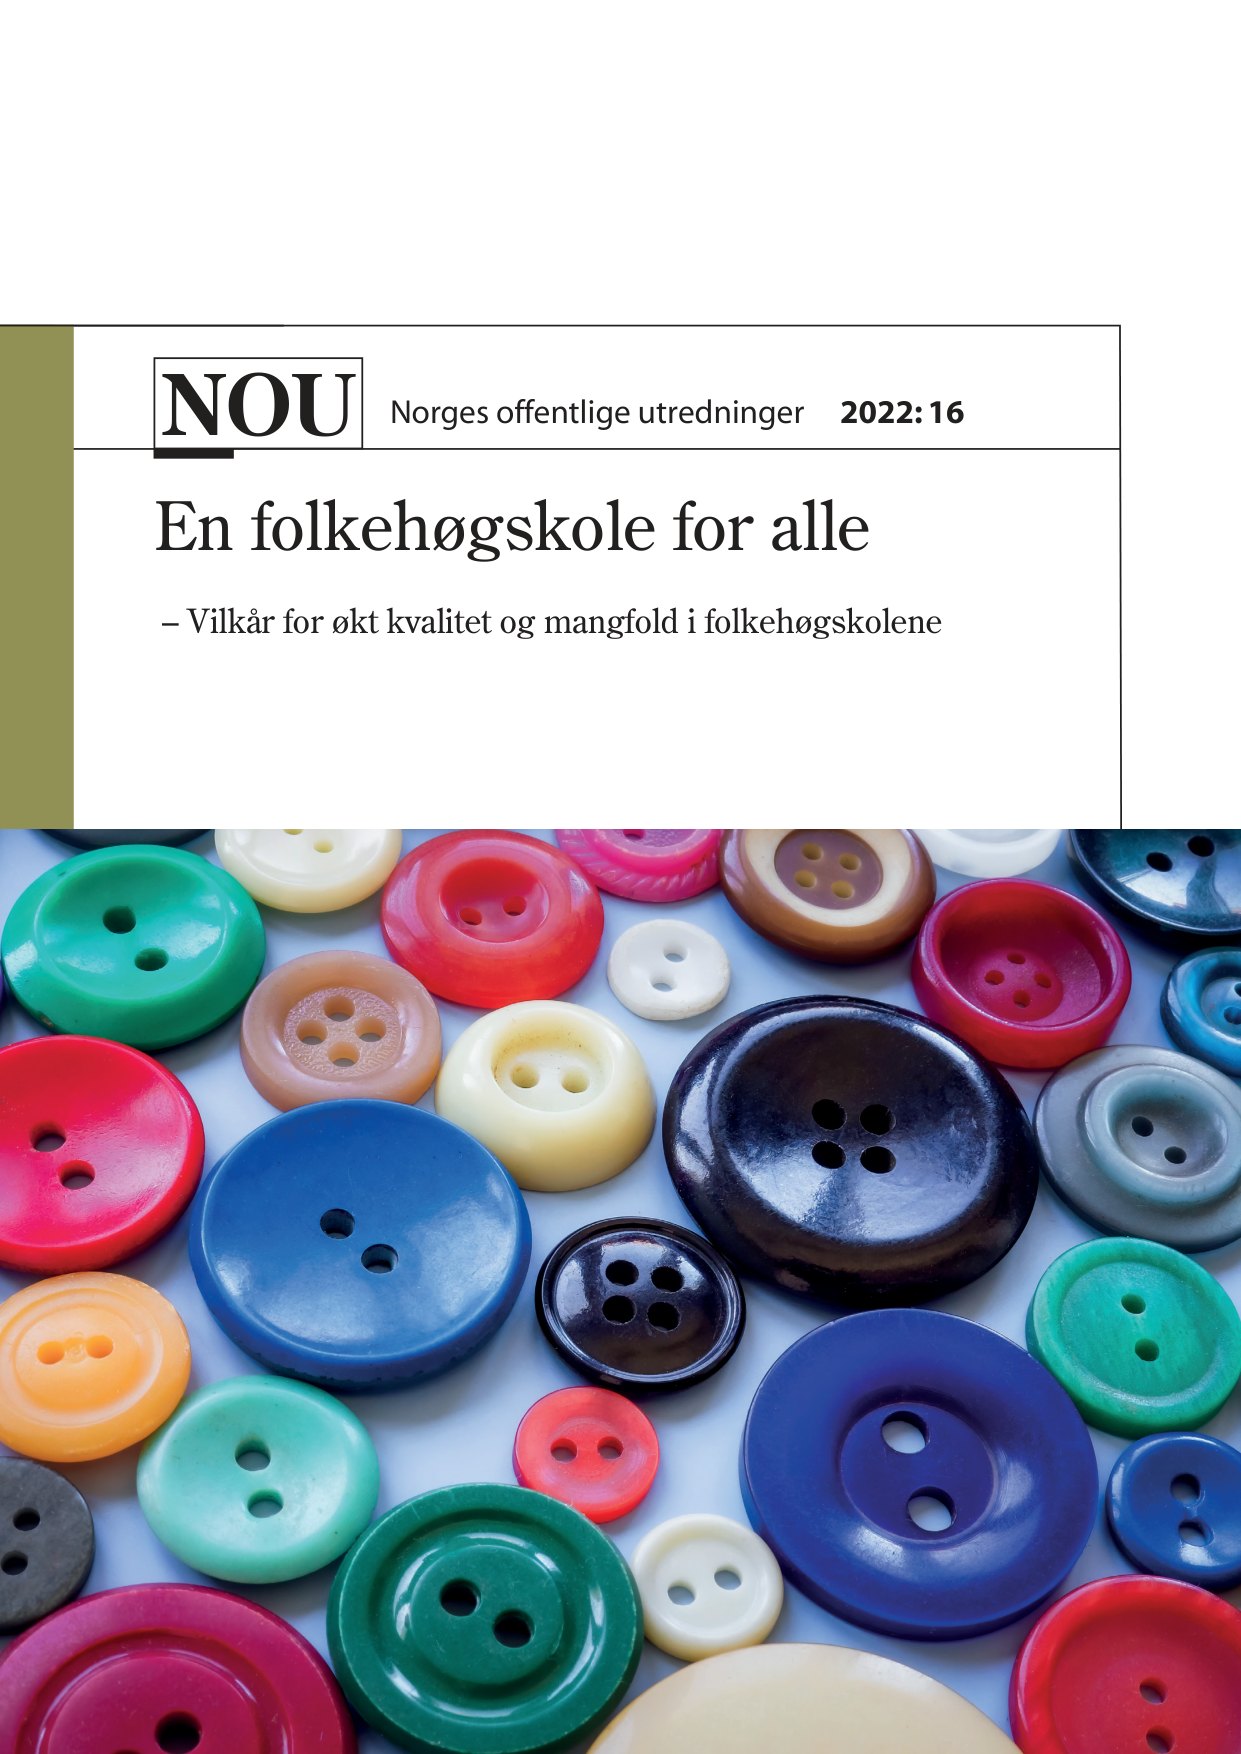 NOU Norges offentlige utredninger 2022: 16
En folkehøgskole for alle
– Vilkår for økt kvalitet og mangfold i folkehøgskolene